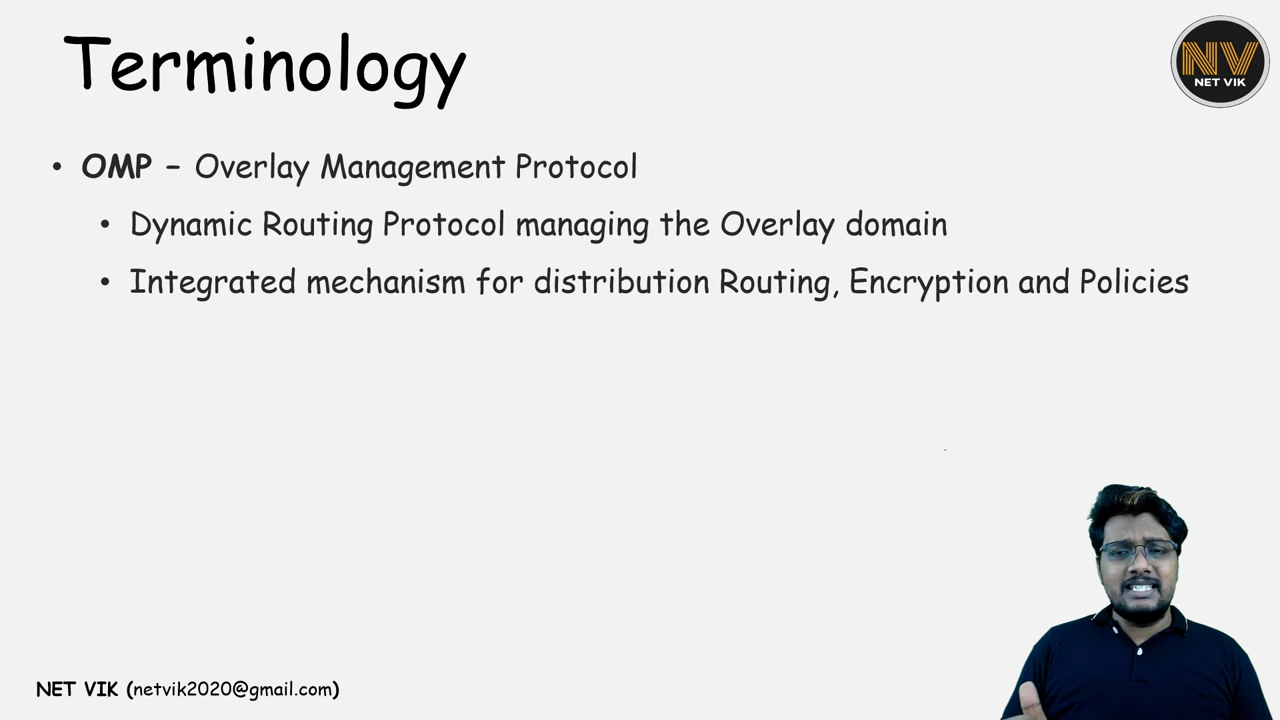 Terminology
NV
NET VIK
• OMP – Overlay Management Protocol
• Dynamic Routing Protocol managing the Overlay domain
• Integrated mechanism for distribution Routing, Encryption and Policies
NET VIK (netvik2020@gmail.com)